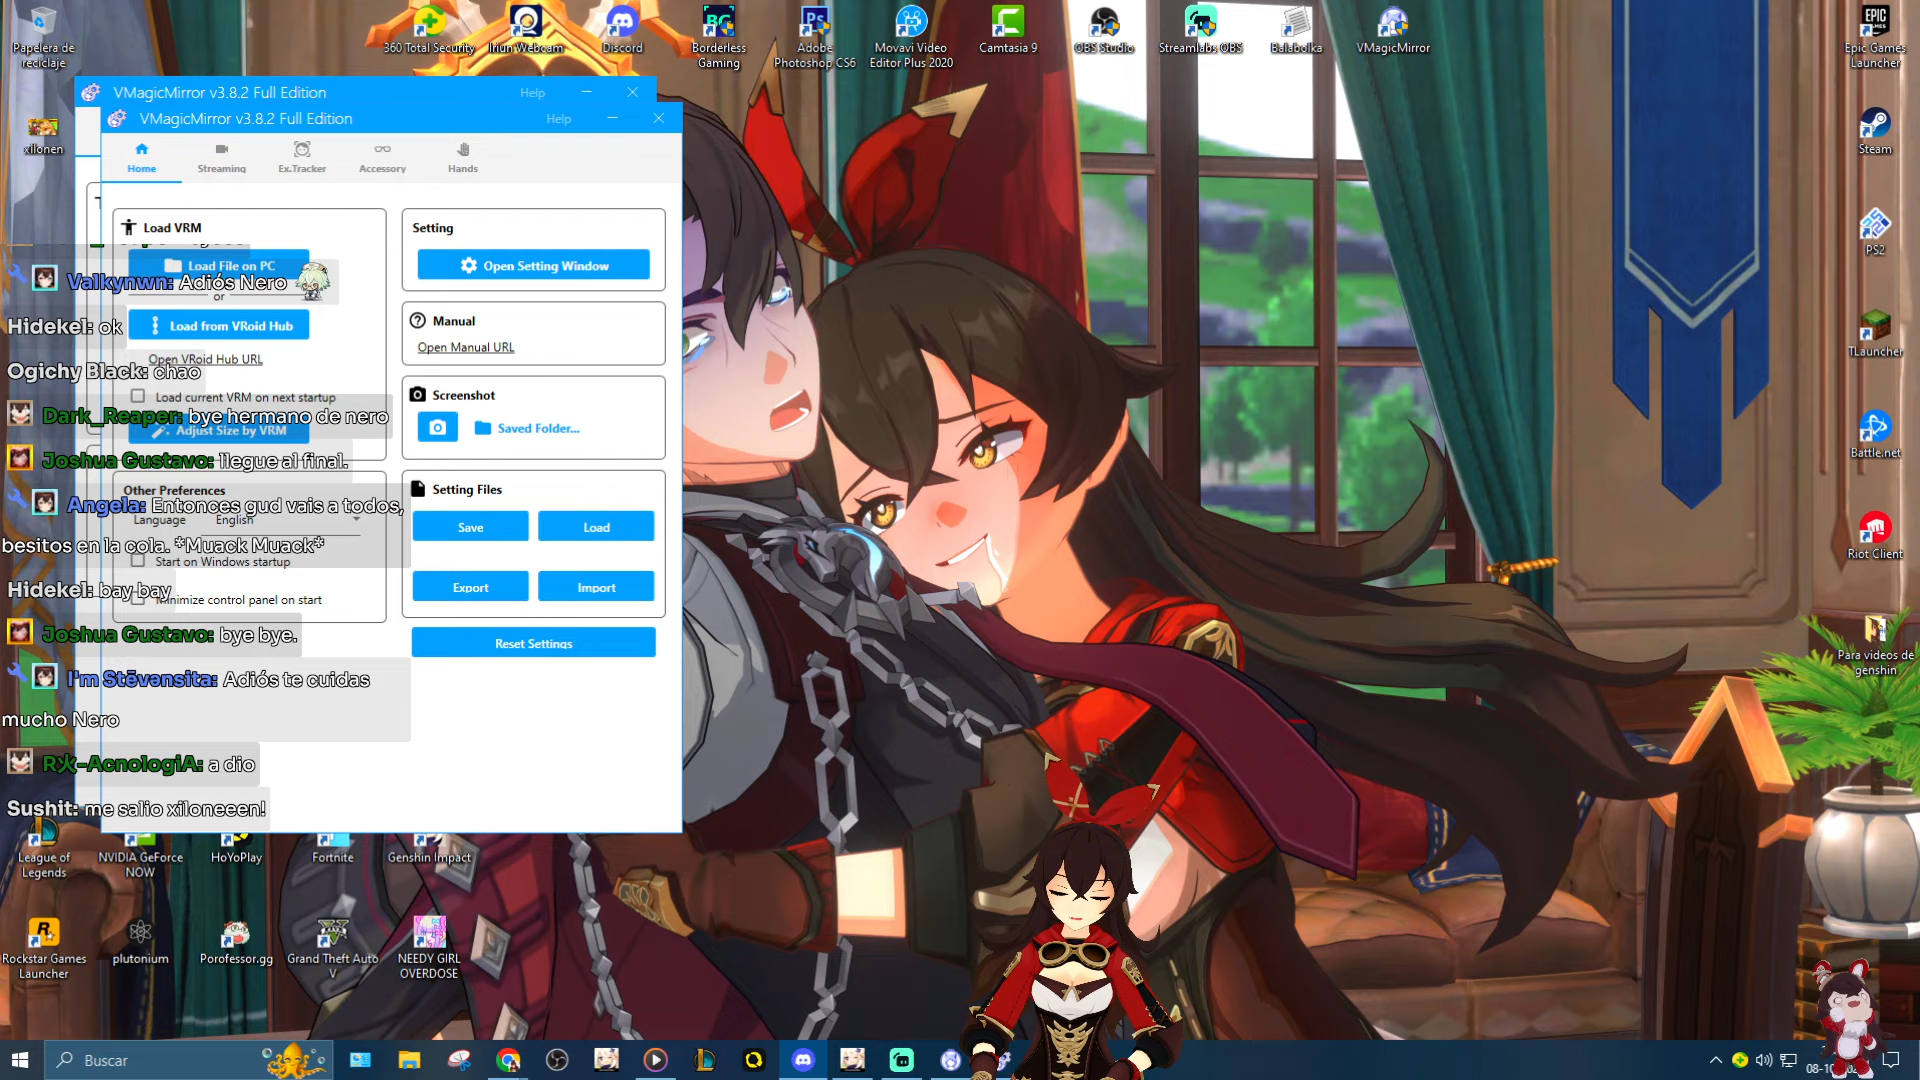 Papelera de
reciclaje
360 Total Security
Iriun Webcam
Discord
Borderless
Gaming
Adobe
Photoshop CS6
Movavi Video
Editor Plus 2020
Camtasia 9
OBS Studio
Streamlabs OBS
Balabolka
VMagicMirror
Epic Games
Launcher
VMagicMirror v3.8.2 Full Edition
Help
VMagicMirror v3.8.2 Full Edition
Help
xilonen
Home
Streaming
Ex.Tracker
Accessory
Hands
Steam
Load VRM
Load File on PC
or
Load from VRoid Hub
Open VRoid Hub URL
Load current VRM on next startup
Adjust Size by VRM
Other Preferences
Language
English
Start on Windows startup
Minimize control panel on start
Setting
Open Setting Window
Manual
Open Manual URL
Screenshot
Saved Folder...
Setting Files
Save
Load
Export
Import
Reset Settings
Valkynwn: Adiós Nero
Hidekel: ok
Ogichy Black: chao
Dark_Reaper: bye hermano de nero
Joshua Gustavo: llegue al final.
Angela: Entonces gud vais a todos,
besitos en la cola. *Muack Muack*
Hidekel: bay bay
Joshua Gustavo: bye bye.
I'm Stēvənsita: Adiós te cuidas
mucho Nero
R火-AcnologiA: a dio
Sushit: me salio xiloneeen!
PS2
TLauncher
Battle.net
Riot Client
Para videos de
genshin
League of
Legends
NVIDIA GeForce
NOW
HoYoPlay
Fortnite
Genshin Impact
Rockstar Games
Launcher
plutonium
Porofessor.gg
Grand Theft Auto
V
NEEDY GIRL
OVERDOSE
Buscar